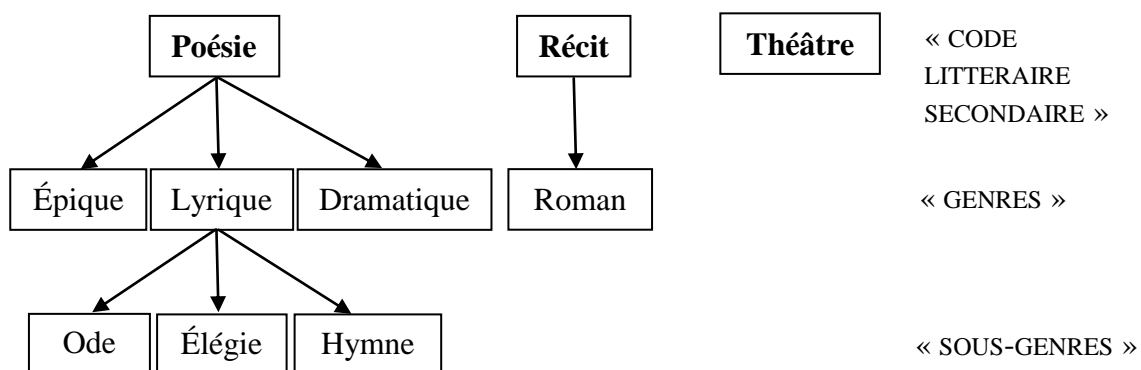 Poésie Récit Théâtre « CODE
LITTERAIRE
SECONDAIRE »
Épique Lyrique Dramatique Roman « GENRES »
Ode Élégie Hymne « SOUS-GENRES »